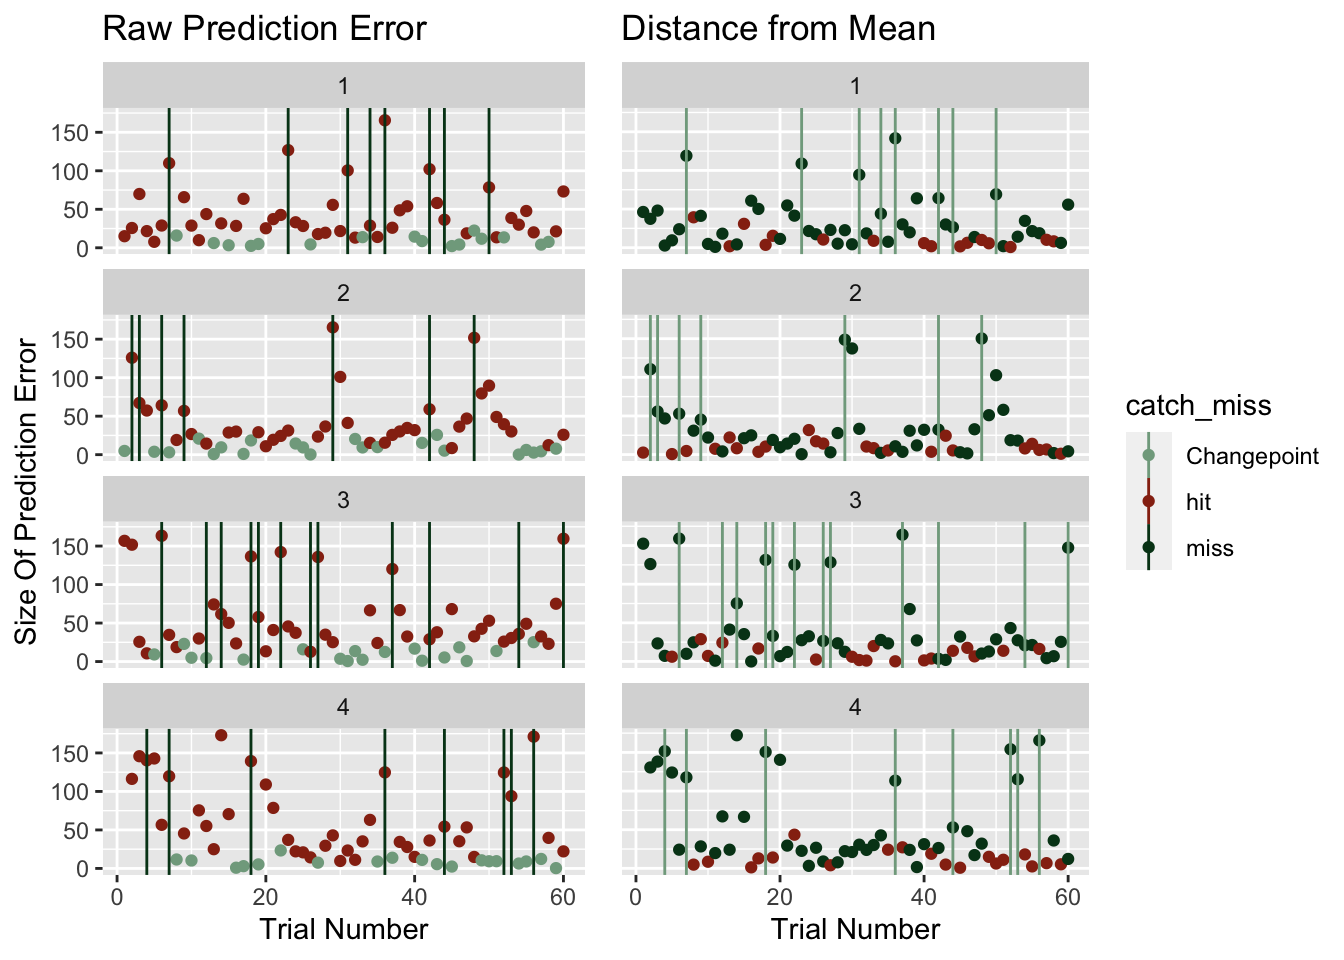 Raw Prediction Error
Distance from Mean
Size Of Prediction Error
1
150
100
50
0
1
2
150
100
50
0
2
3
150
100
50
0
3
4
150
100
50
0
4
0 20 40 60
0 20 40 60
Trial Number
Trial Number
catch_miss
Changepoint
hit
miss